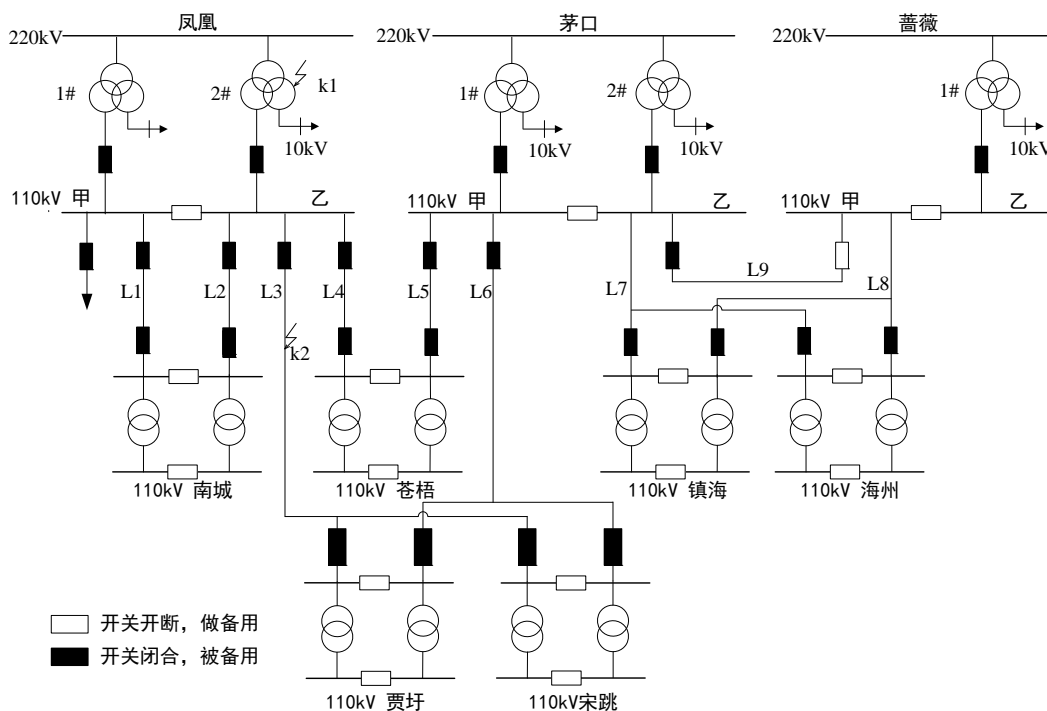 凤凰 茅口 蔷薇
220kV 220kV 220kV
1# 2# k1 1# 2# 1#
10kV 10kV 10kV 10kV
110kV 甲 乙 110kV 甲 乙 110kV 甲 乙
L1 L2 L3 L4 L5 L6 L7 L9 L8
k2
110kV 南城 110kV 苍梧 110kV 镇海 110kV 海州
开关开断，做备用
开关闭合，被备用
110kV 贾圩 110kV宋跳